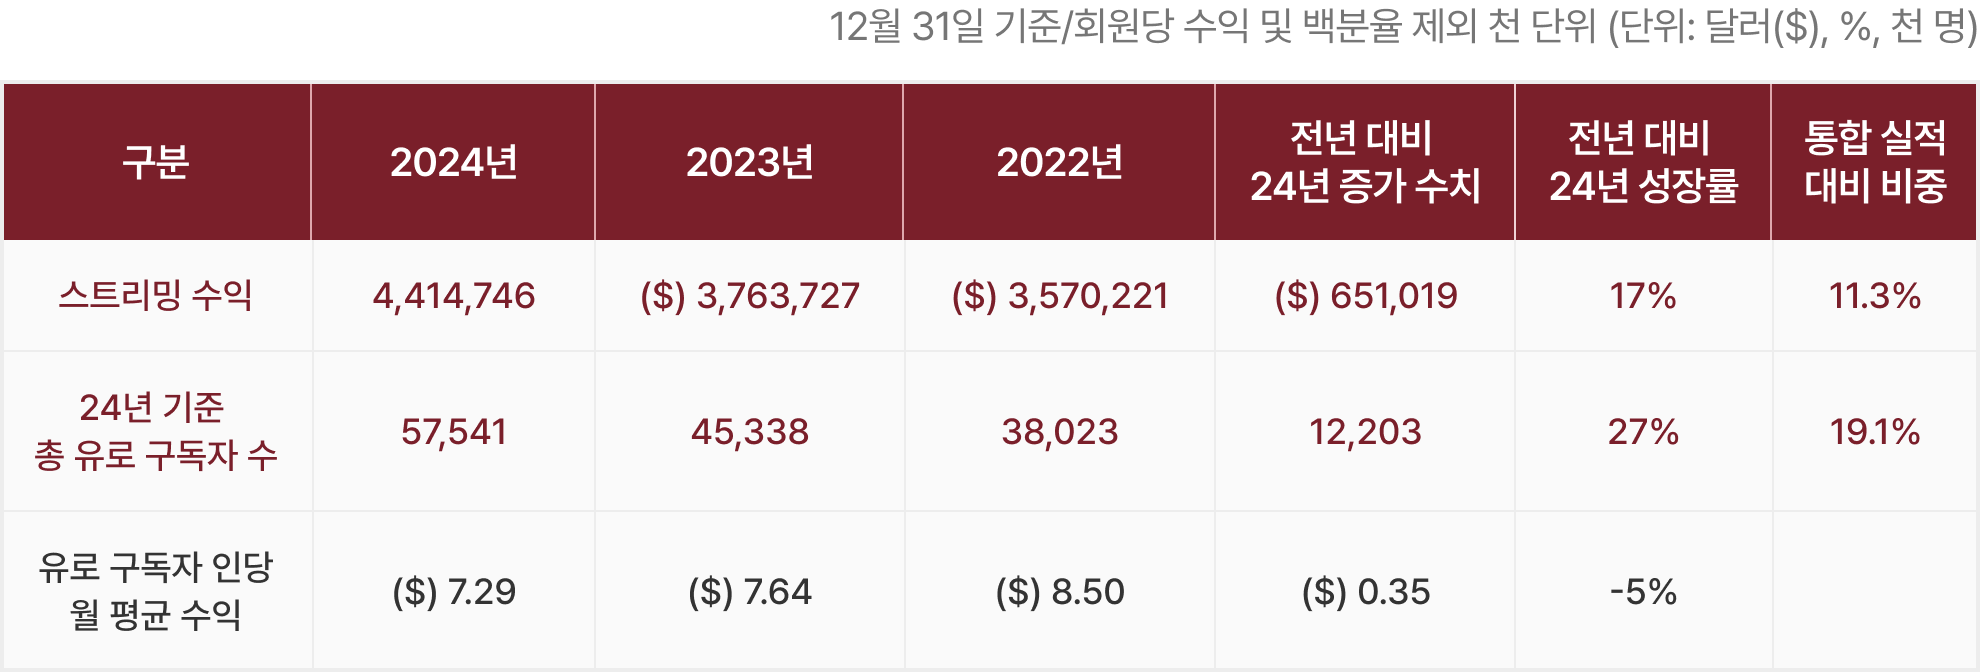 12월 31일 기준/회원당 수익 및 백분율 제외 천 단위 (단위: 달러($), %, 천 명)
구분
2024년
2023년
2022년
전년 대비
24년 증가 수치
전년 대비
24년 성장률
통합 실적
대비 비중
스트리밍 수익
4,414,746
($) 3,763,727
($) 3,570,221
($) 651,019
17%
11.3%
24년 기준
총 유로 구독자 수
57,541
45,338
38,023
12,203
27%
19.1%
유로 구독자 인당
월 평균 수익
($) 7.29
($) 7.64
($) 8.50
($) 0.35
-5%